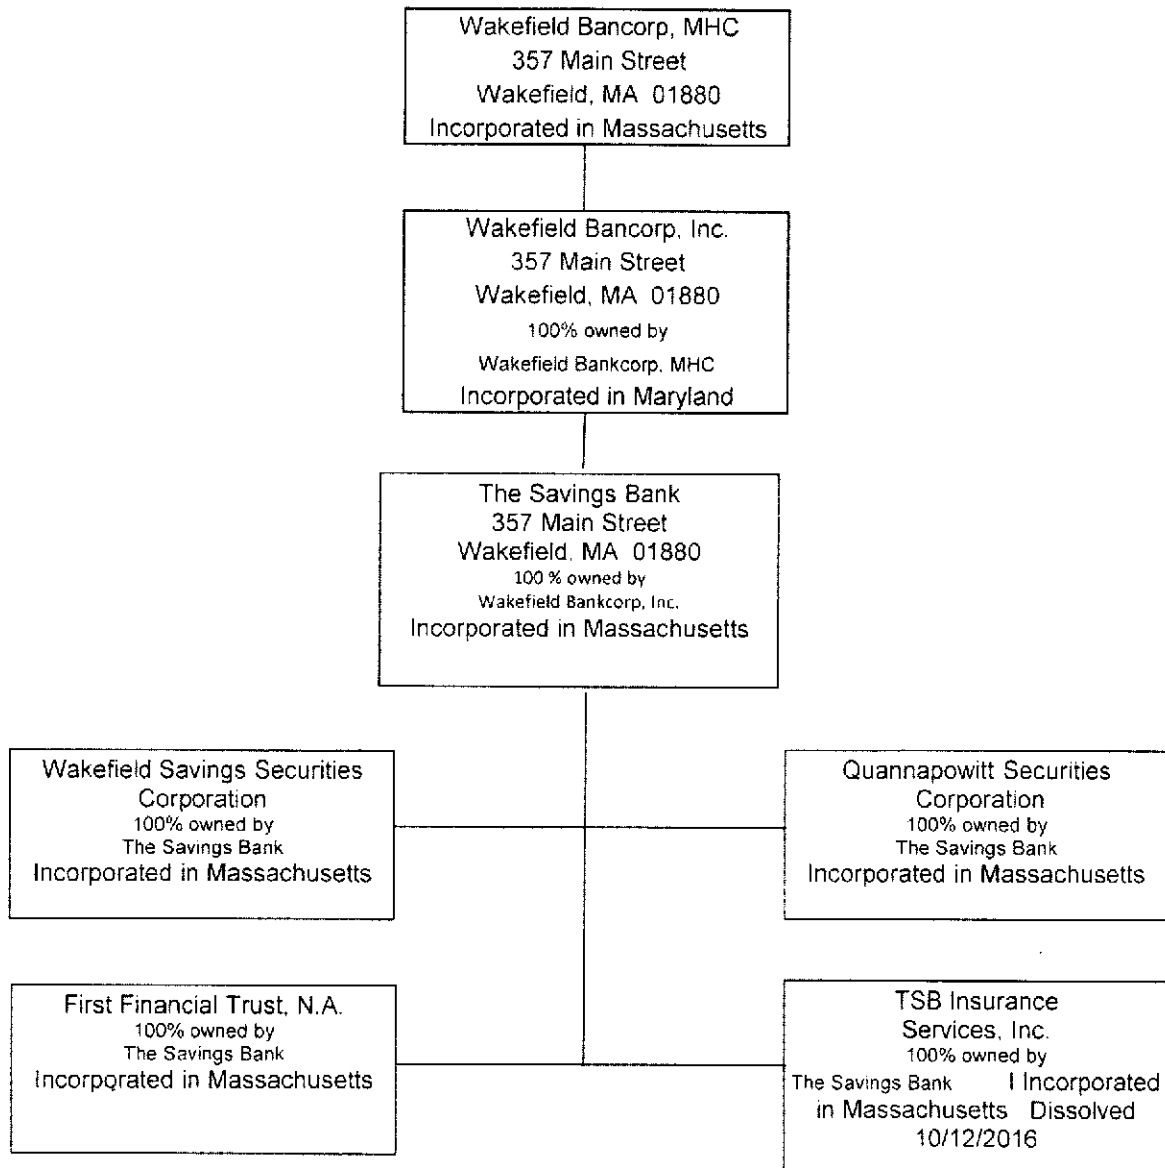 Wakefield Bancorp, MHC
357 Main Street
Wakefield, MA 01880
Incorporated in Massachusetts
Wakefield Bancorp, Inc.
357 Main Street
Wakefield, MA 01880
100% owned by
Wakefield Bankcorp, MHC
Incorporated in Maryland
The Savings Bank
357 Main Street
Wakefield, MA 01880
100 % owned by
Wakefield Bankcorp, Inc.
Incorporated in Massachusetts
Wakefield Savings Securities
Corporation
100% owned by
The Savings Bank
Incorporated in Massachusetts
Quannapowitt Securities
Corporation
100% owned by
The Savings Bank
Incorporated in Massachusetts
First Financial Trust, N.A.
100% owned by
The Savings Bank
Incorporated in Massachusetts
TSB Insurance
Services, Inc.
100% owned by
The Savings Bank I Incorporated
in Massachusetts Dissolved
10/12/2016